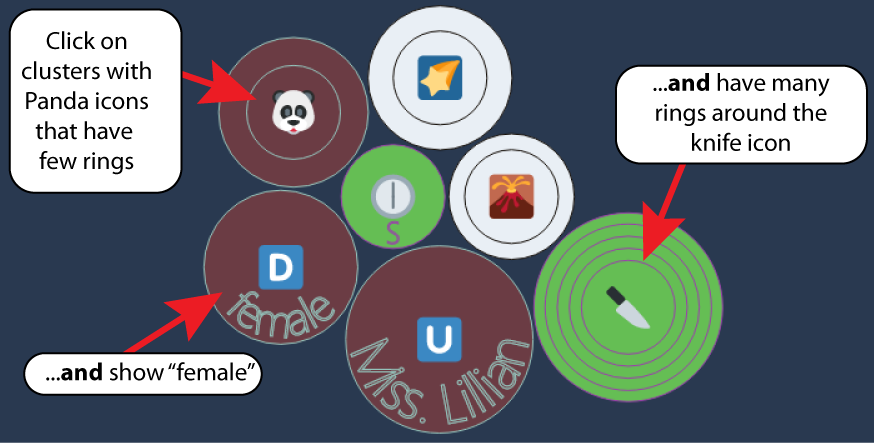 Click on
clusters with
Panda icons
that have
few rings
...and have many
rings around the
knife icon
S
D
female
U
Miss. Lillian
...and show “female”